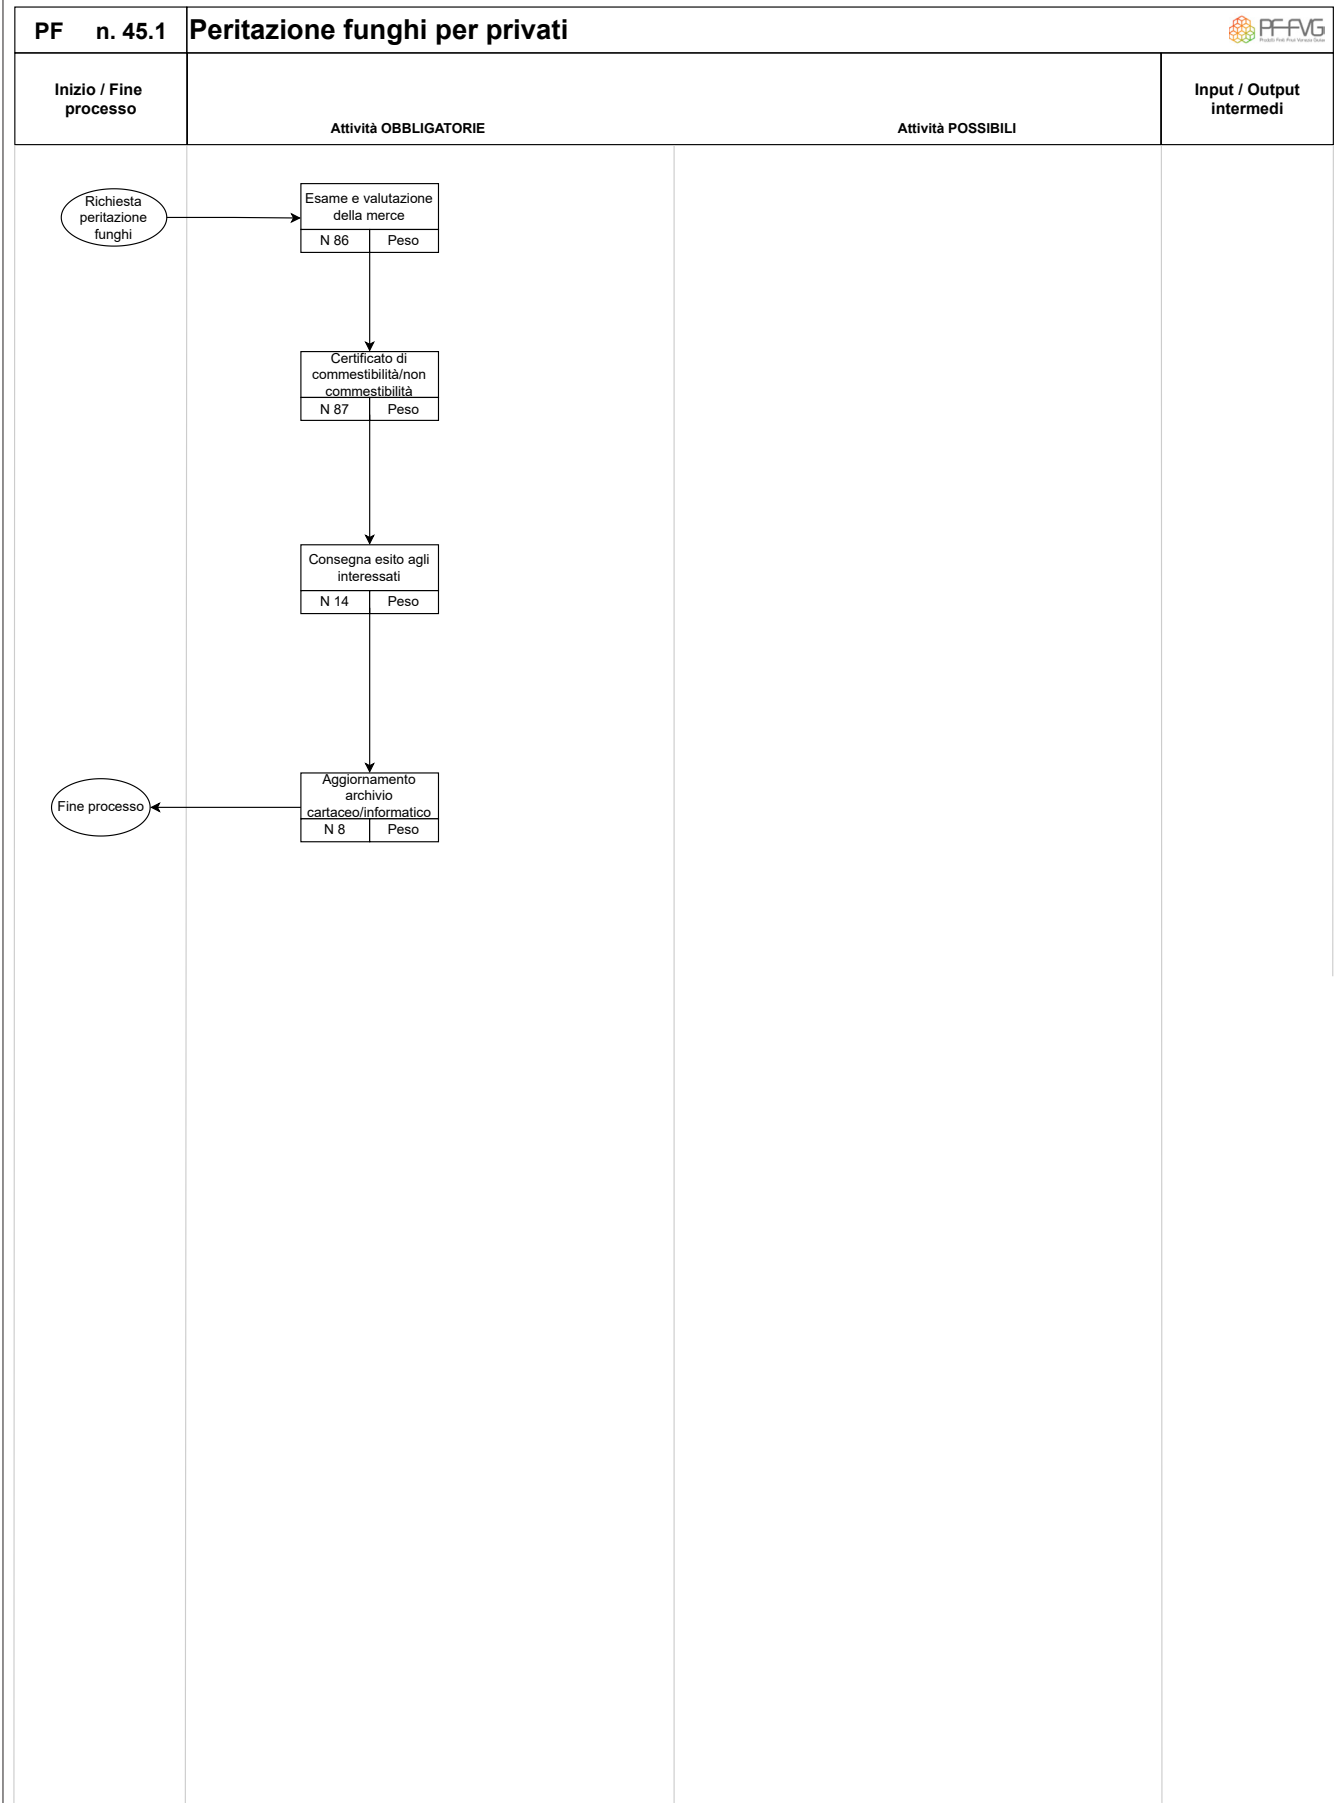 PF n. 45.1 Peritazione funghi per privati
PF-FVG
Inizio / Fine
processo
Attività OBBLIGATORIE
Attività POSSIBILI
Input / Output
intermedi
Richiesta
peritazione
funghi
Esame e valutazione
della merce
N 86 Peso
Certificato di
commestibilità/non
commestibilità
N 87 Peso
Consegna esito agli
interessati
N 14 Peso
Aggiornamento
archivio
cartaceo/informatico
N 8 Peso
Fine processo